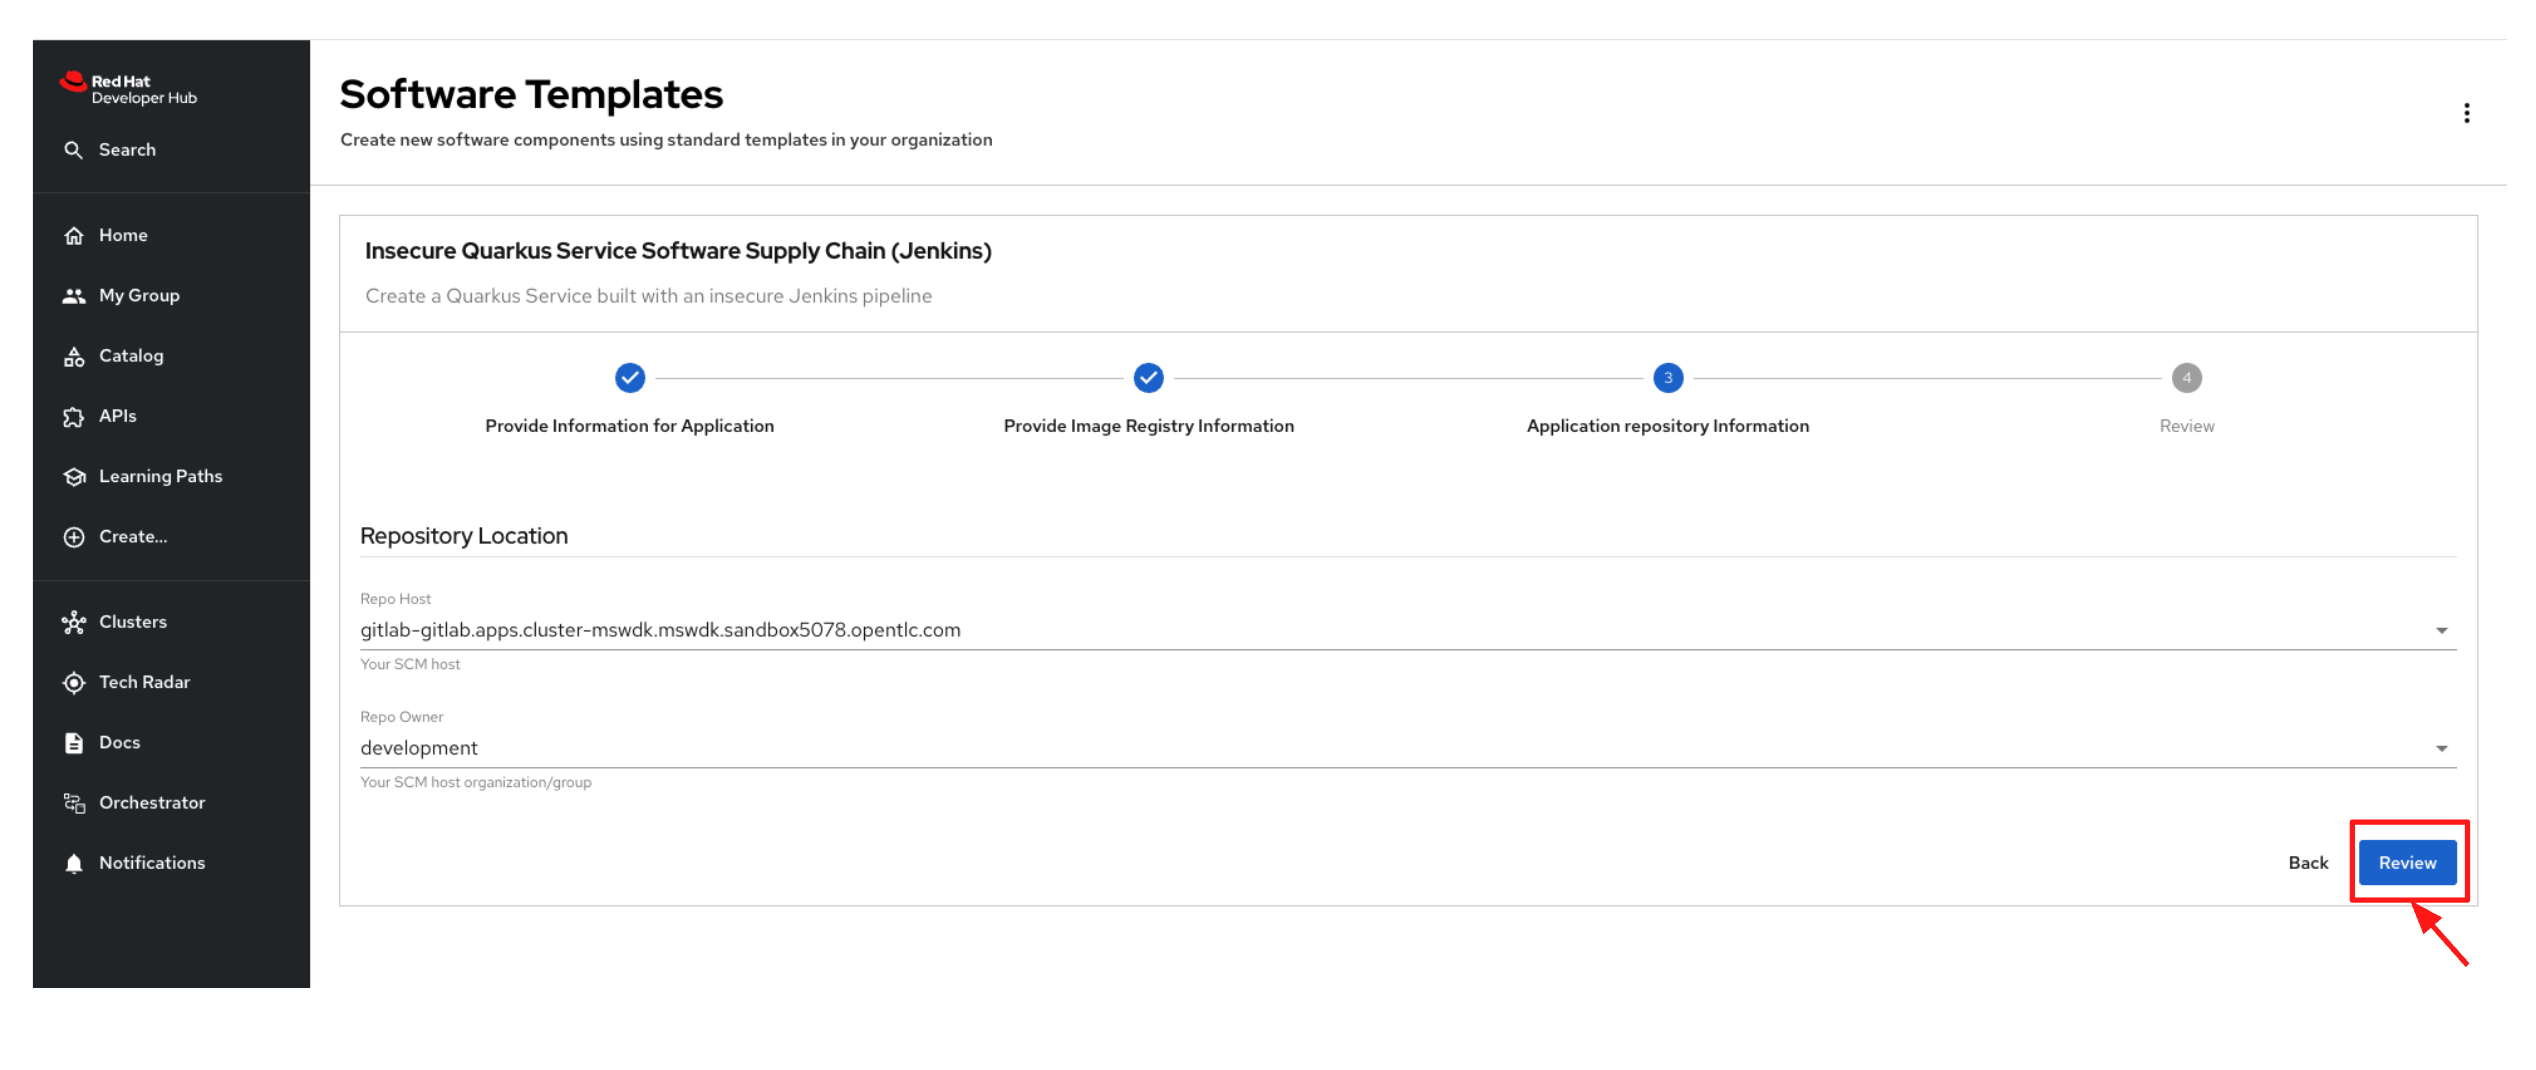 Red Hat
Developer Hub
Search
Home
My Group
Catalog
APIs
Learning Paths
Create...
Clusters
Tech Radar
Docs
Orchestrator
Notifications
Software Templates
Create new software components using standard templates in your organization
Insecure Quarkus Service Software Supply Chain (Jenkins)
Create a Quarkus Service built with an insecure Jenkins pipeline
3
4
Provide Information for Application
Provide Image Registry Information
Application repository Information
Review
Repository Location
Repo Host
gitlab-gitlab.apps.cluster-mswdk.mswdk.sandbox5078.opentlc.com
Your SCM host
Repo Owner
development
Your SCM host organization/group
Back
Review